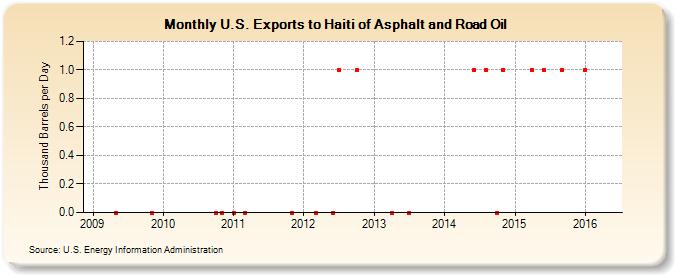 Monthly U.S. Exports to Haiti of Asphalt and Road Oil
Thousand Barrels per Day
1.2
1.0
0.8
0.6
0.4
0.2
0.0
2009 2010 2011 2012 2013 2014 2015 2016
Source: U.S. Energy Information Administration